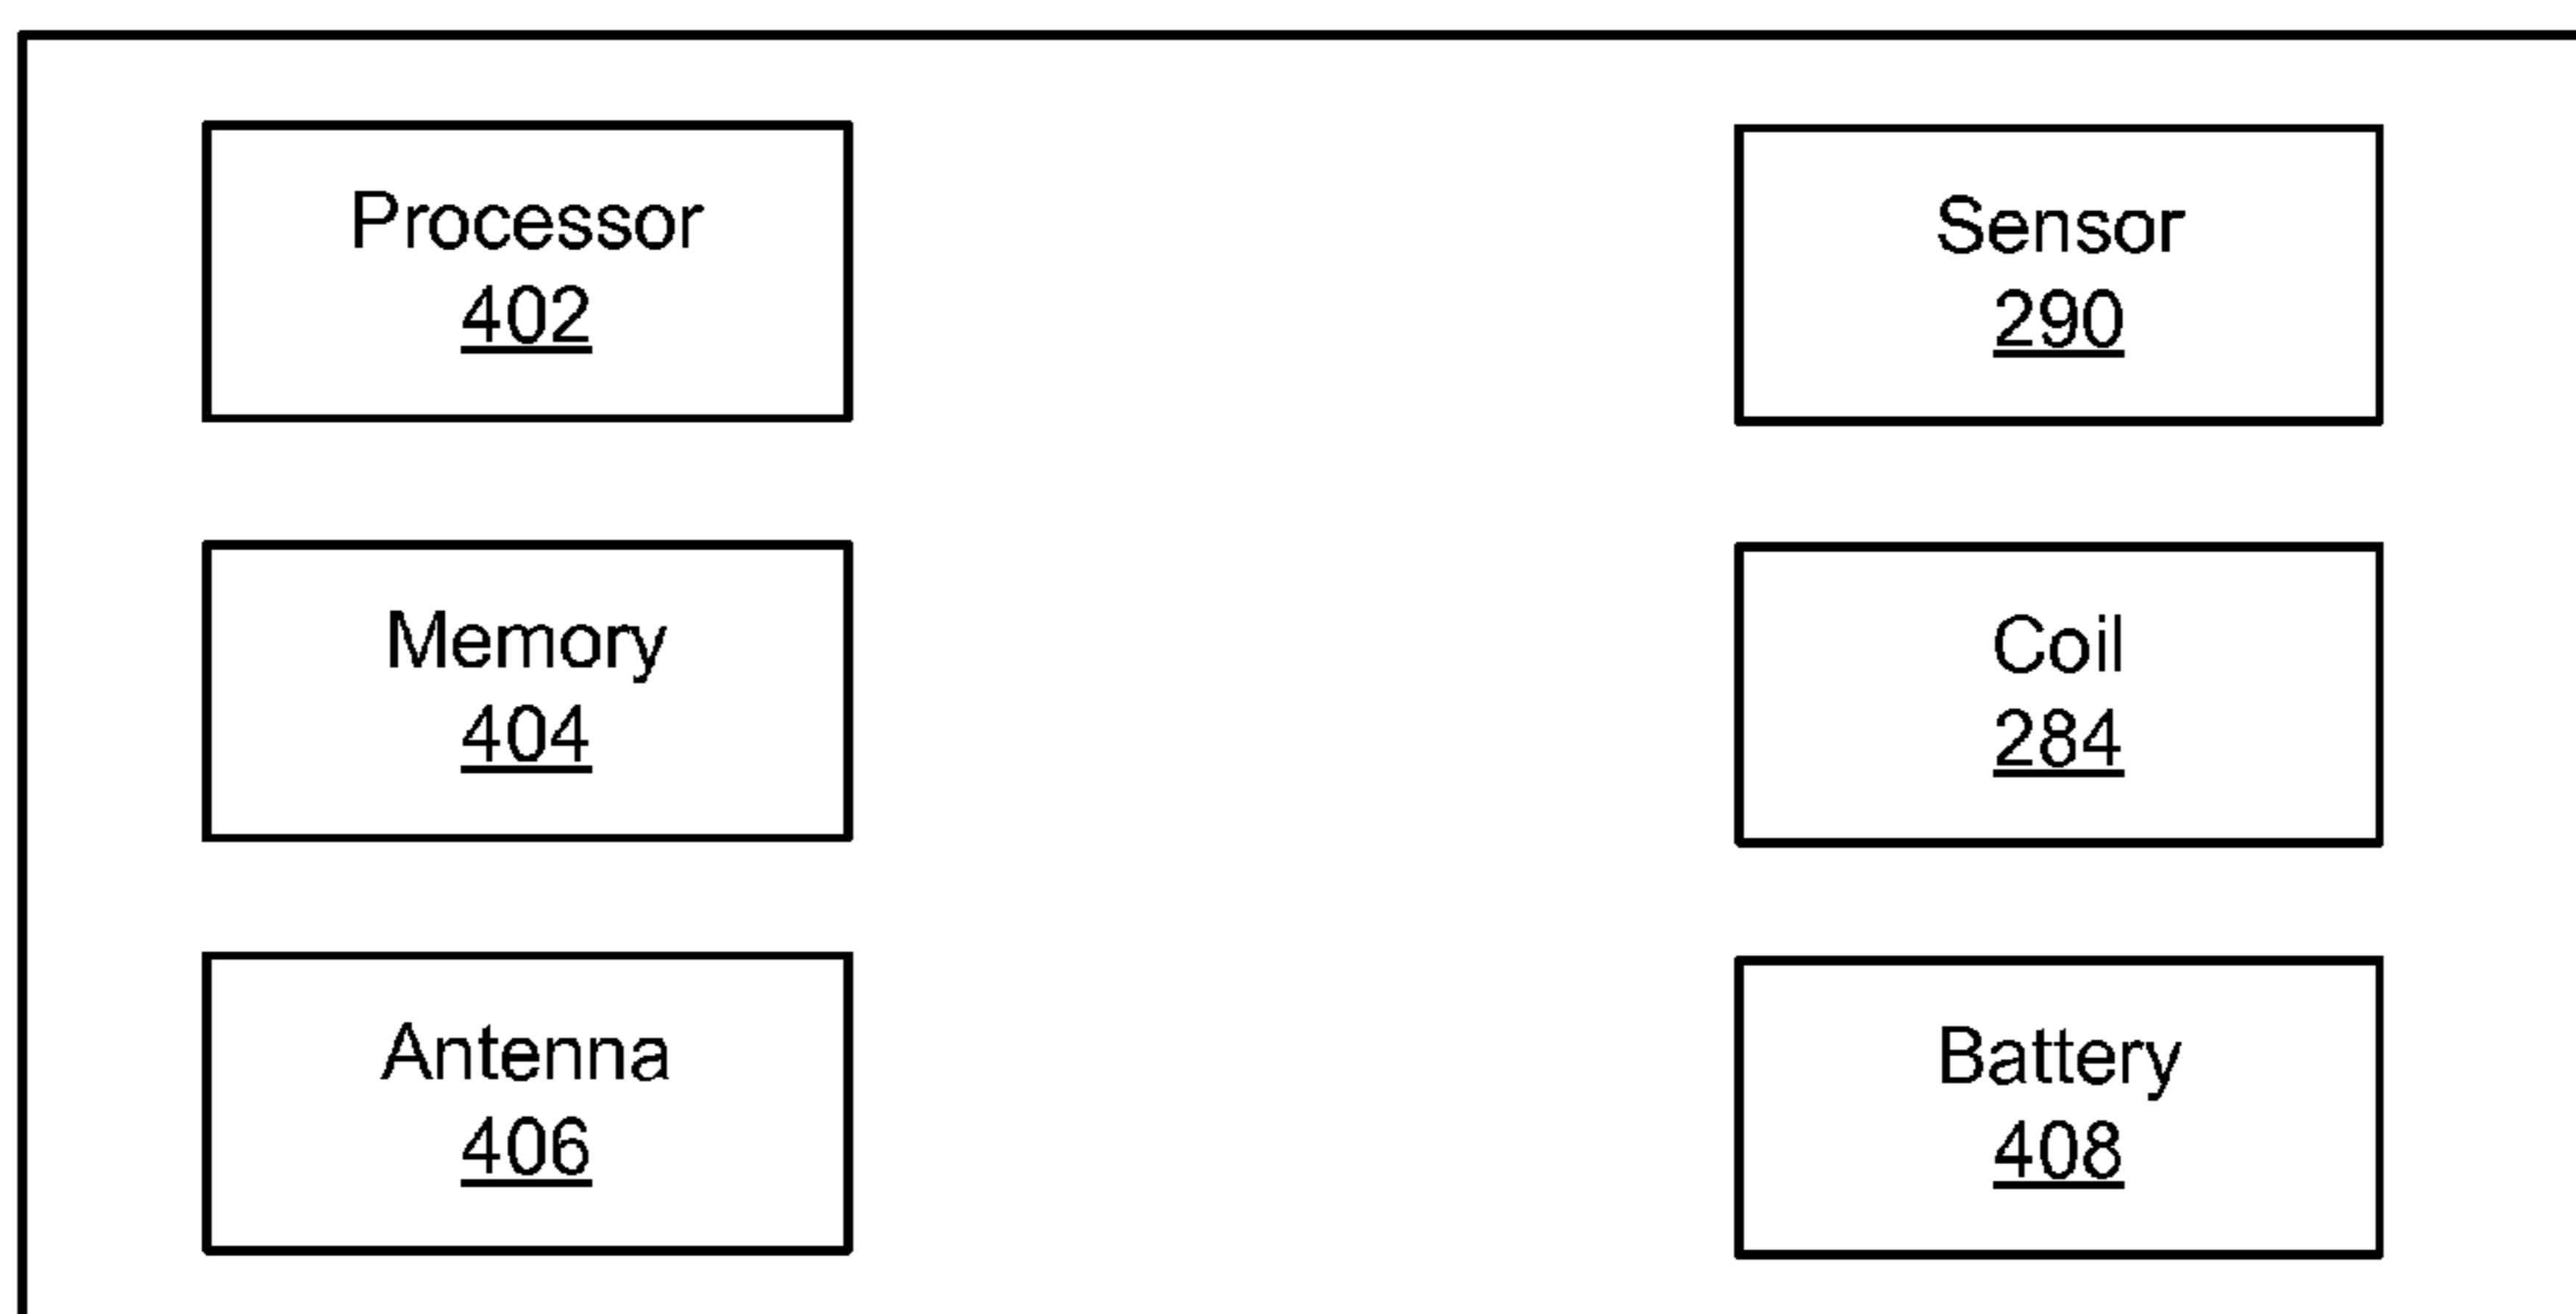 Processor
402
Sensor
290
Memory
404
Coil
284
Antenna
406
Battery
408